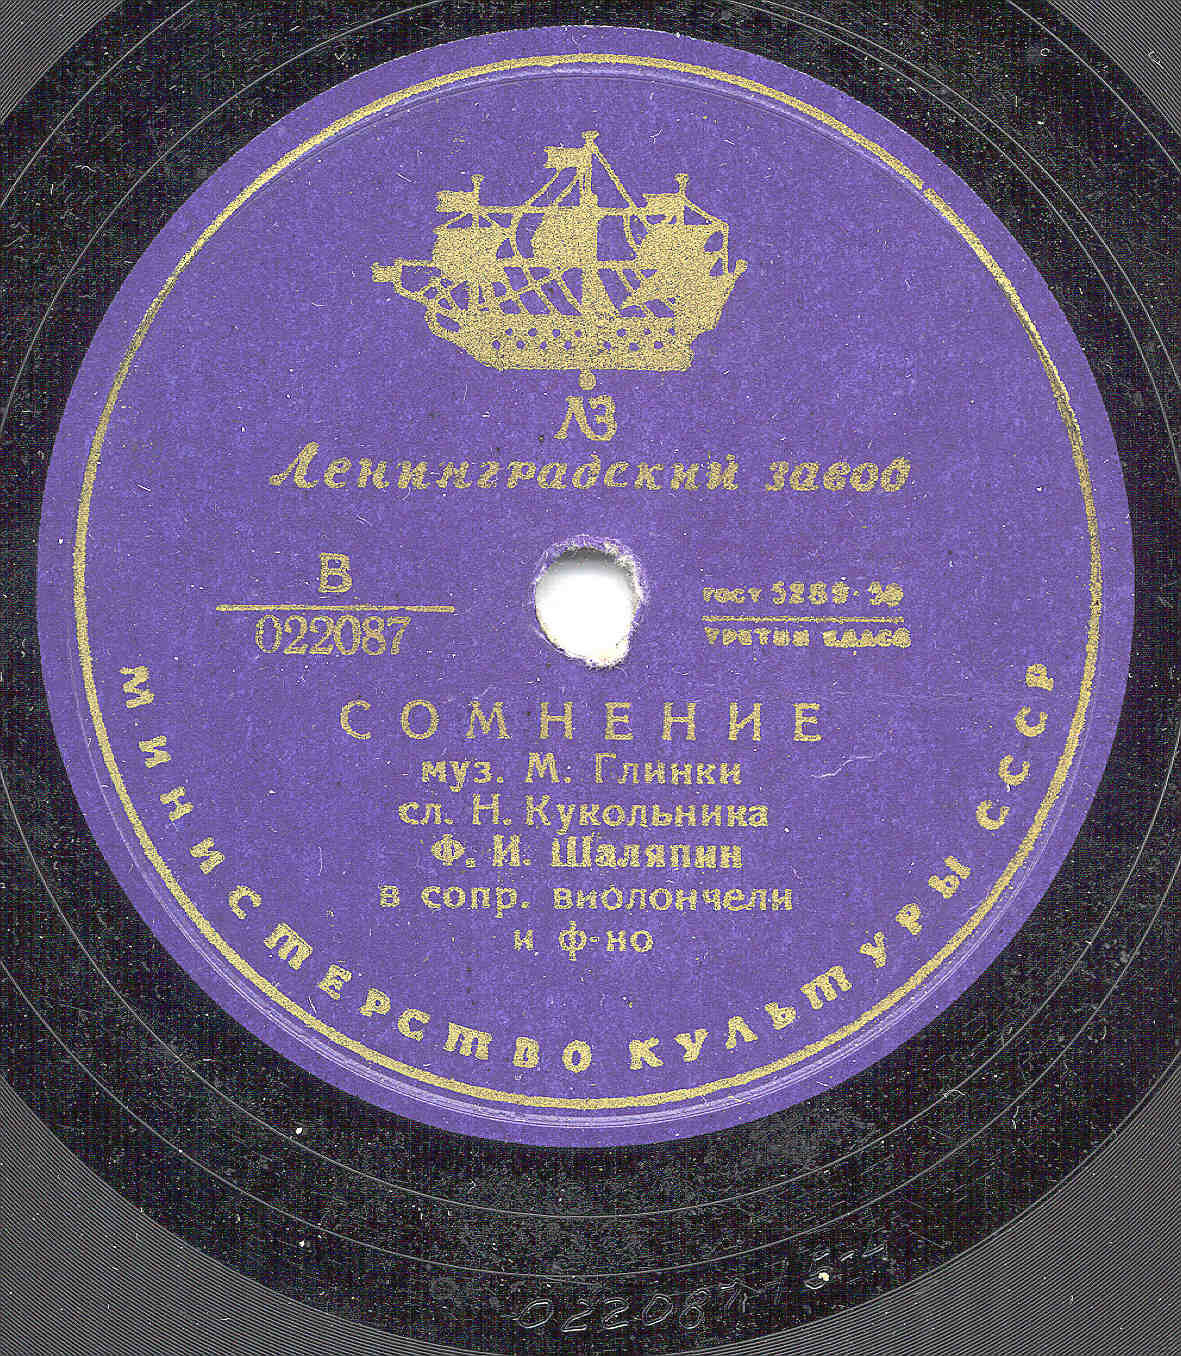 ЛЗ
Ленинградский завод
В
022087
ГОСТ 5289-50
ТРЕТИЙ КЛАСС
СОМНЕНИЕ
муз. М. Глинки
сл. Н. Кукольника
Ф. И. Шаляпин
в сопр. виолончели
и ф-но
МИНИСТЕРСТВО КУЛЬТУРЫ СССР
022087